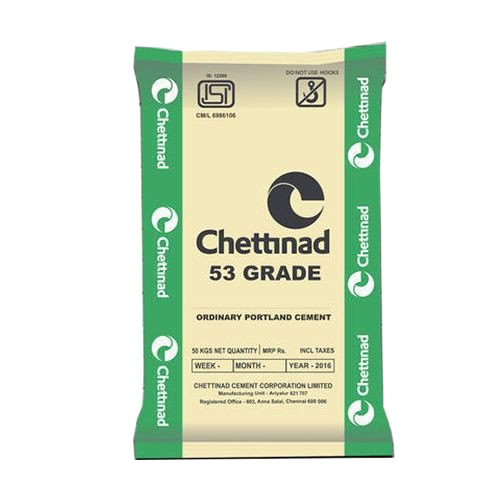 IS: 12269
DO NOT USE HOOKS
CM/L 6986106
Chettinad
Chettinad
Chettinad
53 GRADE
Chettinad
Chettinad
ORDINARY PORTLAND CEMENT
50 KGS NET QUANTITY MRP Rs. INCL TAXES
WEEK - MONTH - YEAR - 2016
Chettinad
Chettinad
CHETTINAD CEMENT CORPORATION LIMITED
Manufacturing Unit - Ariyalur 621 707
Registered Office - 603, Anna Salai, Chennai 600 006